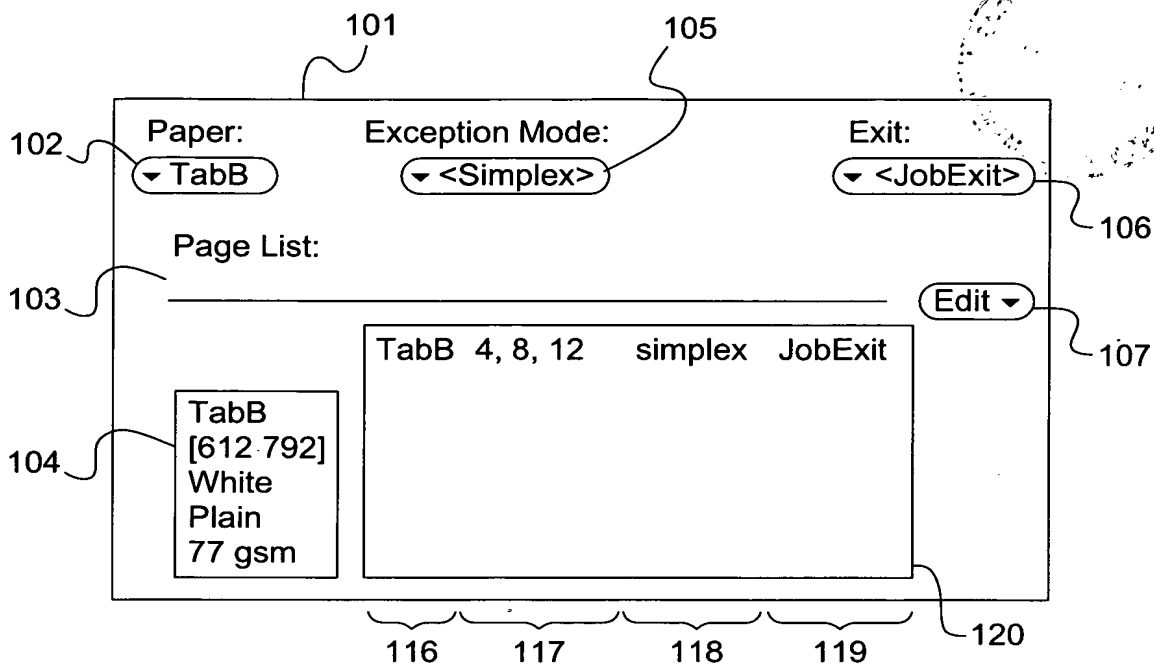 101 105
Paper: Exception Mode: Exit:
102 TabB <Simplex> <JobExit>
106
Page List:
103
Edit
107
TabB 4, 8, 12 simplex JobExit
104
TabB
[612 792]
White
Plain
77 gsm
116 117 118 119 120